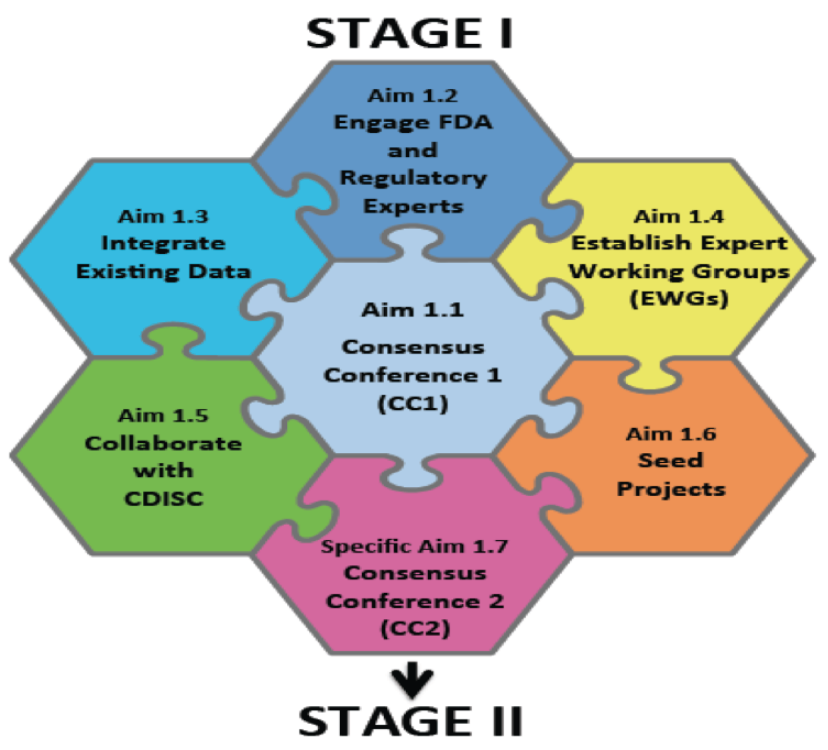 STAGE I
Aim 1.2
Engage FDA
and
Regulatory
Experts
Aim 1.3
Integrate
Existing Data
Aim 1.4
Establish Expert
Working Groups
(EWGs)
Aim 1.1
Consensus
Conference 1
(CC1)
Aim 1.5
Collaborate
with
CDISC
Aim 1.6
Seed
Projects
Specific Aim 1.7
Consensus
Conference 2
(CC2)
STAGE II